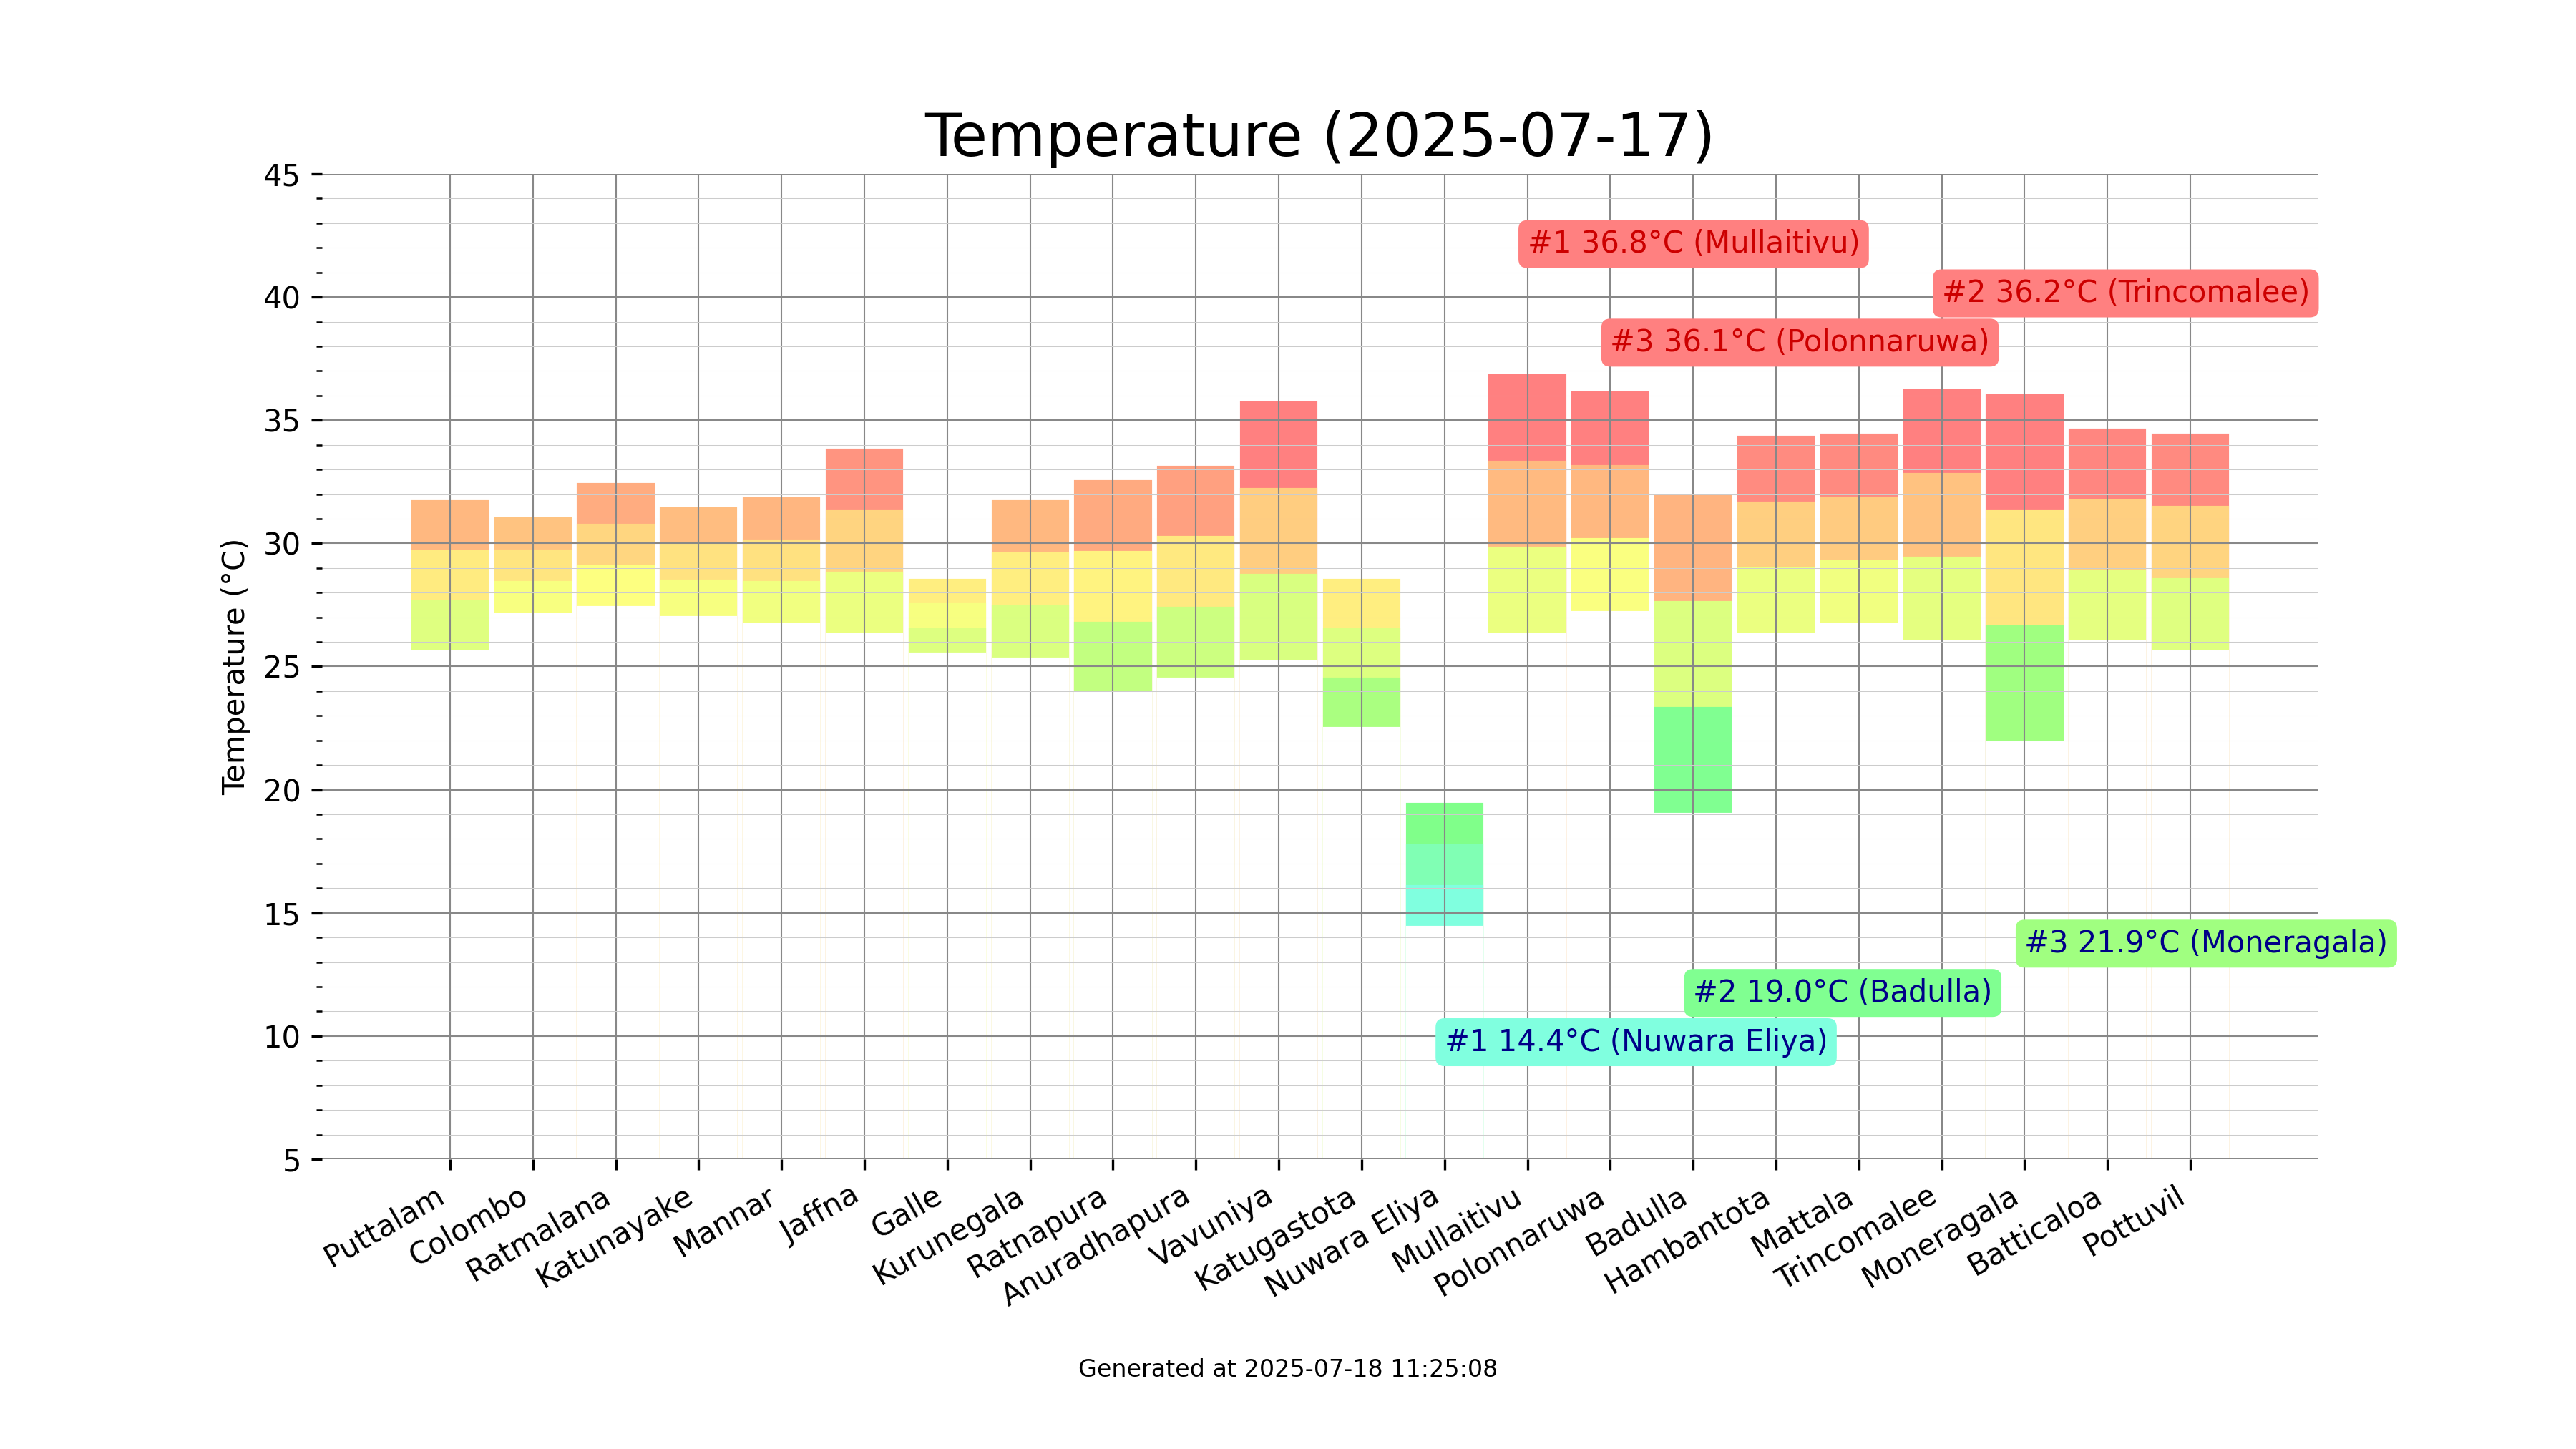 Temperature (2025-07-17)
Temperature (°C)
45
40
35
30
25
20
15
10
5
#1 36.8°C (Mullaitivu)
#2 36.2°C (Trincomalee)
#3 36.1°C (Polonnaruwa)
#3 21.9°C (Moneragala)
#2 19.0°C (Badulla)
#1 14.4°C (Nuwara Eliya)
Puttalam
Colombo
Ratmalana
Katunayake
Mannar
Jaffna
Galle
Kurunegala
Ratnapura
Anuradhapura
Vavuniya
Katugastota
Nuwara Eliya
Mullaitivu
Polonnaruwa
Badulla
Hambantota
Mattala
Trincomalee
Moneragala
Batticaloa
Pottuvil
Generated at 2025-07-18 11:25:08